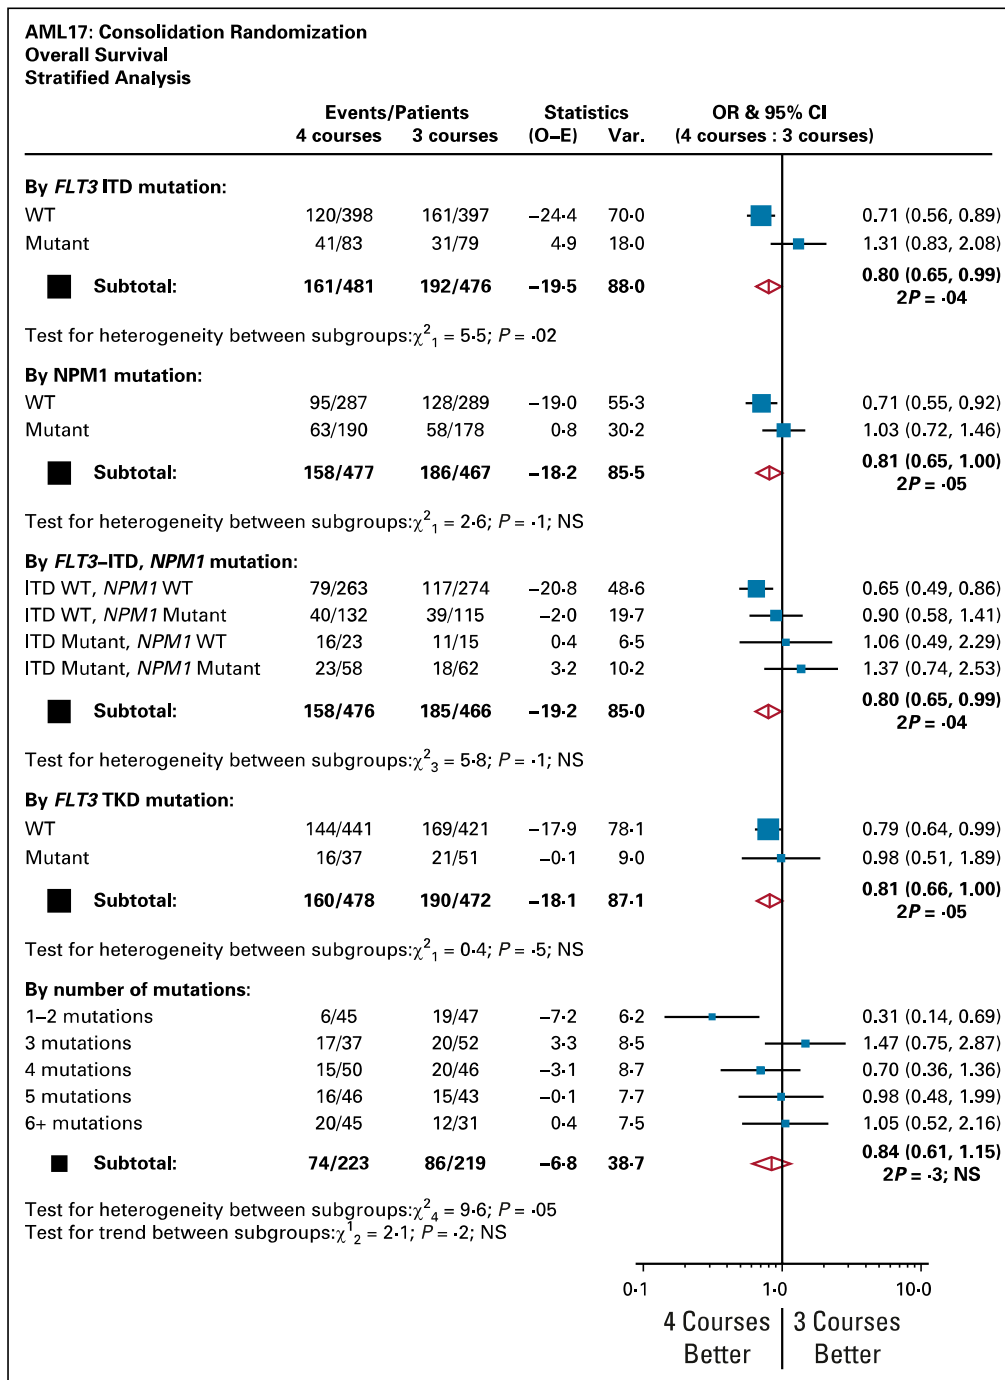 AML17: Consolidation Randomization
Overall Survival
Stratified Analysis
Events/Patients Statistics OR & 95% CI
4 courses 3 courses (O–E) Var. (4 courses : 3 courses)
By FLT3 ITD mutation:
WT 120/398 161/397 –24·4 70·0 0.71 (0.56, 0.89)
Mutant 41/83 31/79 4·9 18·0 1.31 (0.83, 2.08)
Subtotal: 161/481 192/476 –19·5 88·0 0.80 (0.65, 0.99)
2P = ·04
Test for heterogeneity between subgroups:χ²₁ = 5·5; P = ·02
By NPM1 mutation:
WT 95/287 128/289 –19·0 55·3 0.71 (0.55, 0.92)
Mutant 63/190 58/178 0·8 30·2 1.03 (0.72, 1.46)
Subtotal: 158/477 186/467 –18·2 85·5 0.81 (0.65, 1.00)
2P = ·05
Test for heterogeneity between subgroups:χ²₁ = 2·6; P = ·1; NS
By FLT3–ITD, NPM1 mutation:
ITD WT, NPM1 WT 79/263 117/274 –20·8 48·6 0.65 (0.49, 0.86)
ITD WT, NPM1 Mutant 40/132 39/115 –2·0 19·7 0.90 (0.58, 1.41)
ITD Mutant, NPM1 WT 16/23 11/15 0·4 6·5 1.06 (0.49, 2.29)
ITD Mutant, NPM1 Mutant 23/58 18/62 3·2 10·2 1.37 (0.74, 2.53)
Subtotal: 158/476 185/466 –19·2 85·0 0.80 (0.65, 0.99)
2P = ·04
Test for heterogeneity between subgroups:χ²₃ = 5·8; P = ·1; NS
By FLT3 TKD mutation:
WT 144/441 169/421 –17·9 78·1 0.79 (0.64, 0.99)
Mutant 16/37 21/51 –0·1 9·0 0.98 (0.51, 1.89)
Subtotal: 160/478 190/472 –18·1 87·1 0.81 (0.66, 1.00)
2P = ·05
Test for heterogeneity between subgroups:χ²₁ = 0·4; P = ·5; NS
By number of mutations:
1–2 mutations 6/45 19/47 –7·2 6·2 0.31 (0.14, 0.69)
3 mutations 17/37 20/52 3·3 8·5 1.47 (0.75, 2.87)
4 mutations 15/50 20/46 –3·1 8·7 0.70 (0.36, 1.36)
5 mutations 16/46 15/43 –0·1 7·7 0.98 (0.48, 1.99)
6+ mutations 20/45 12/31 0·4 7·5 1.05 (0.52, 2.16)
Subtotal: 74/223 86/219 –6·8 38·7 0.84 (0.61, 1.15)
2P = ·3; NS
Test for heterogeneity between subgroups:χ²₄ = 9·6; P = ·05
Test for trend between subgroups:χ¹₂ = 2·1; P = ·2; NS
0·1 1·0 10·0
4 Courses 3 Courses
Better Better